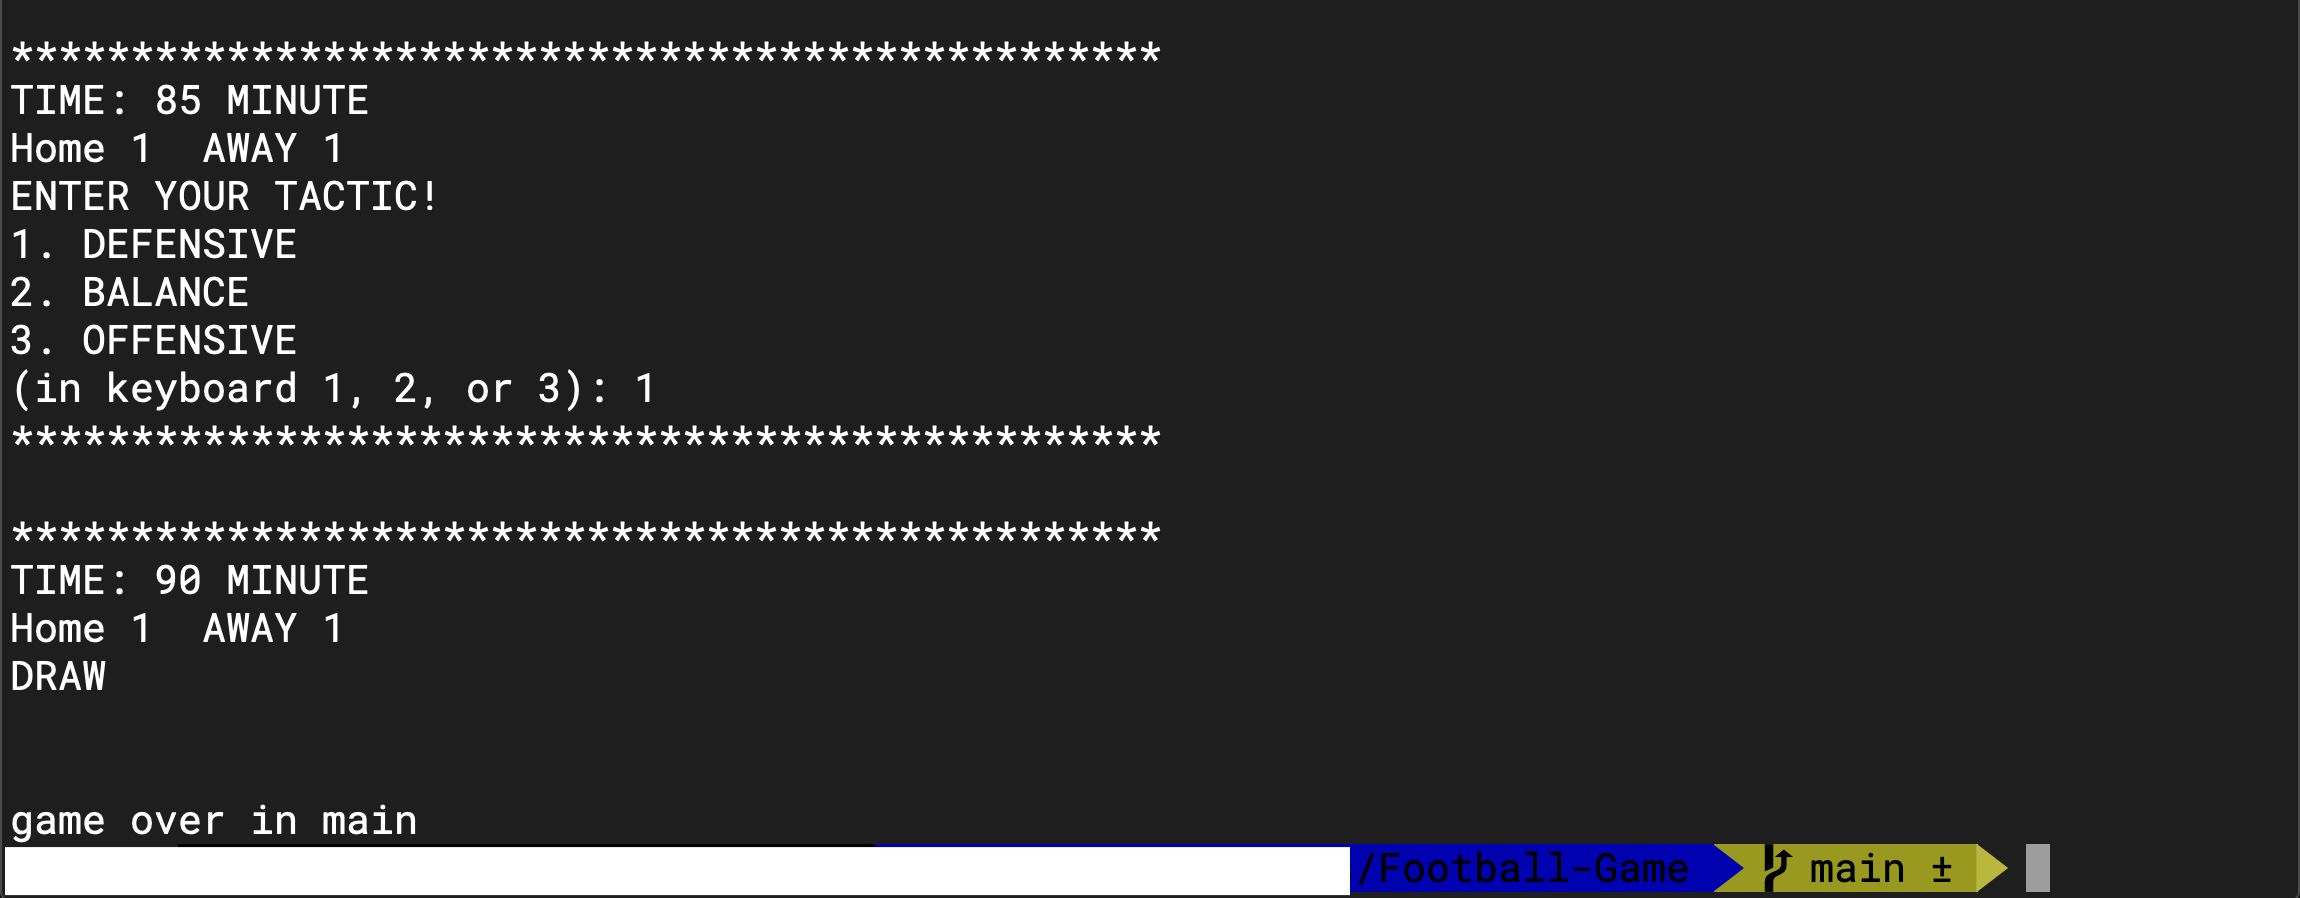 ************************************************
TIME: 85 MINUTE
Home 1  AWAY 1
ENTER YOUR TACTIC!
1. DEFENSIVE
2. BALANCE
3. OFFENSIVE
(in keyboard 1, 2, or 3): 1
************************************************
************************************************
TIME: 90 MINUTE
Home 1  AWAY 1
DRAW
game over in main
/Football-Game main ±